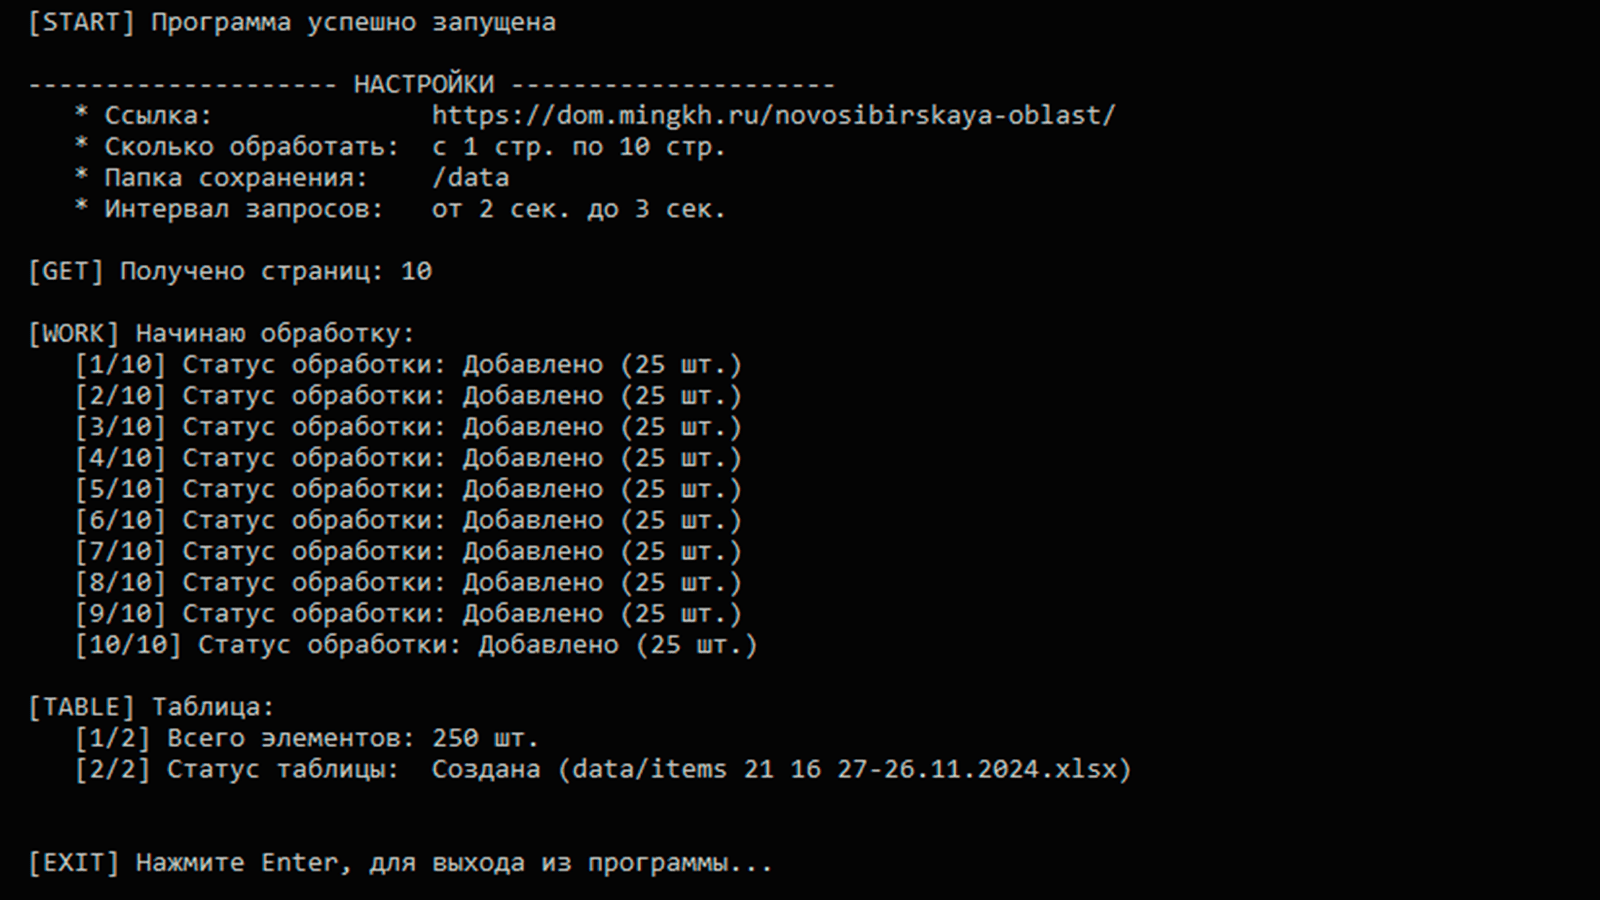 [START] Программа успешно запущена
-------------------- НАСТРОЙКИ ---------------------
* Ссылка: https://dom.mingkh.ru/novosibirskaya-oblast/
* Сколько обработать: с 1 стр. по 10 стр.
* Папка сохранения: /data
* Интервал запросов: от 2 сек. до 3 сек.
[GET] Получено страниц: 10
[WORK] Начинаю обработку:
[1/10] Статус обработки: Добавлено (25 шт.)
[2/10] Статус обработки: Добавлено (25 шт.)
[3/10] Статус обработки: Добавлено (25 шт.)
[4/10] Статус обработки: Добавлено (25 шт.)
[5/10] Статус обработки: Добавлено (25 шт.)
[6/10] Статус обработки: Добавлено (25 шт.)
[7/10] Статус обработки: Добавлено (25 шт.)
[8/10] Статус обработки: Добавлено (25 шт.)
[9/10] Статус обработки: Добавлено (25 шт.)
[10/10] Статус обработки: Добавлено (25 шт.)
[TABLE] Таблица:
[1/2] Всего элементов: 250 шт.
[2/2] Статус таблицы: Создана (data/items 21 16 27-26.11.2024.xlsx)
[EXIT] Нажмите Enter, для выхода из программы...